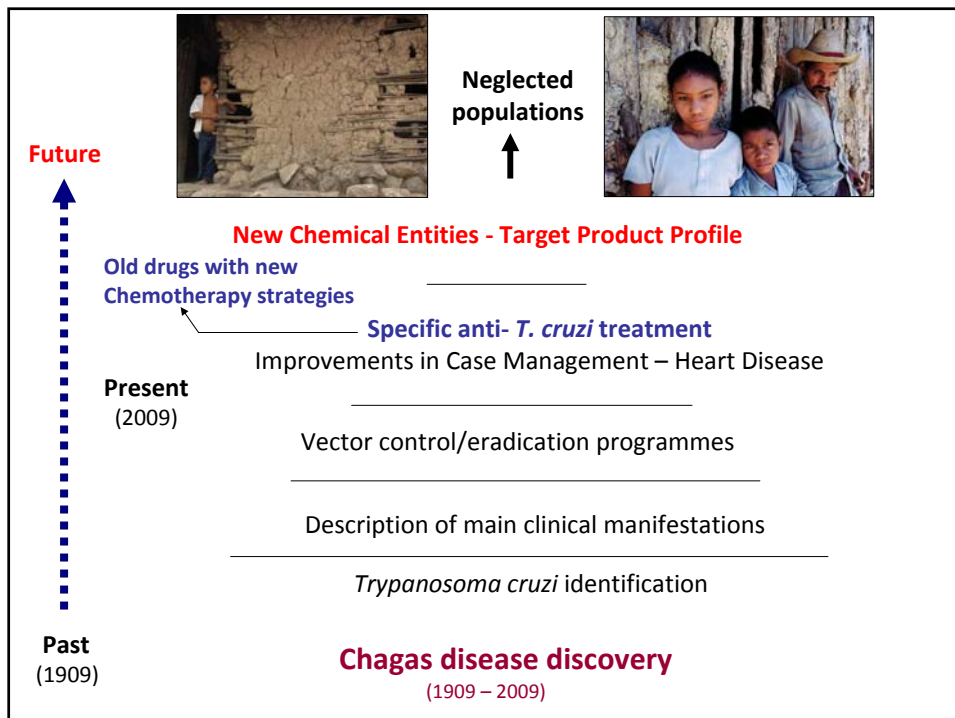 Neglected
populations
Future
New Chemical Entities - Target Product Profile
Old drugs with new
Chemotherapy strategies
Specific anti- T. cruzi treatment
Improvements in Case Management – Heart Disease
Present
(2009)
Vector control/eradication programmes
Description of main clinical manifestations
Trypanosoma cruzi identification
Past
(1909)
Chagas disease discovery
(1909 – 2009)